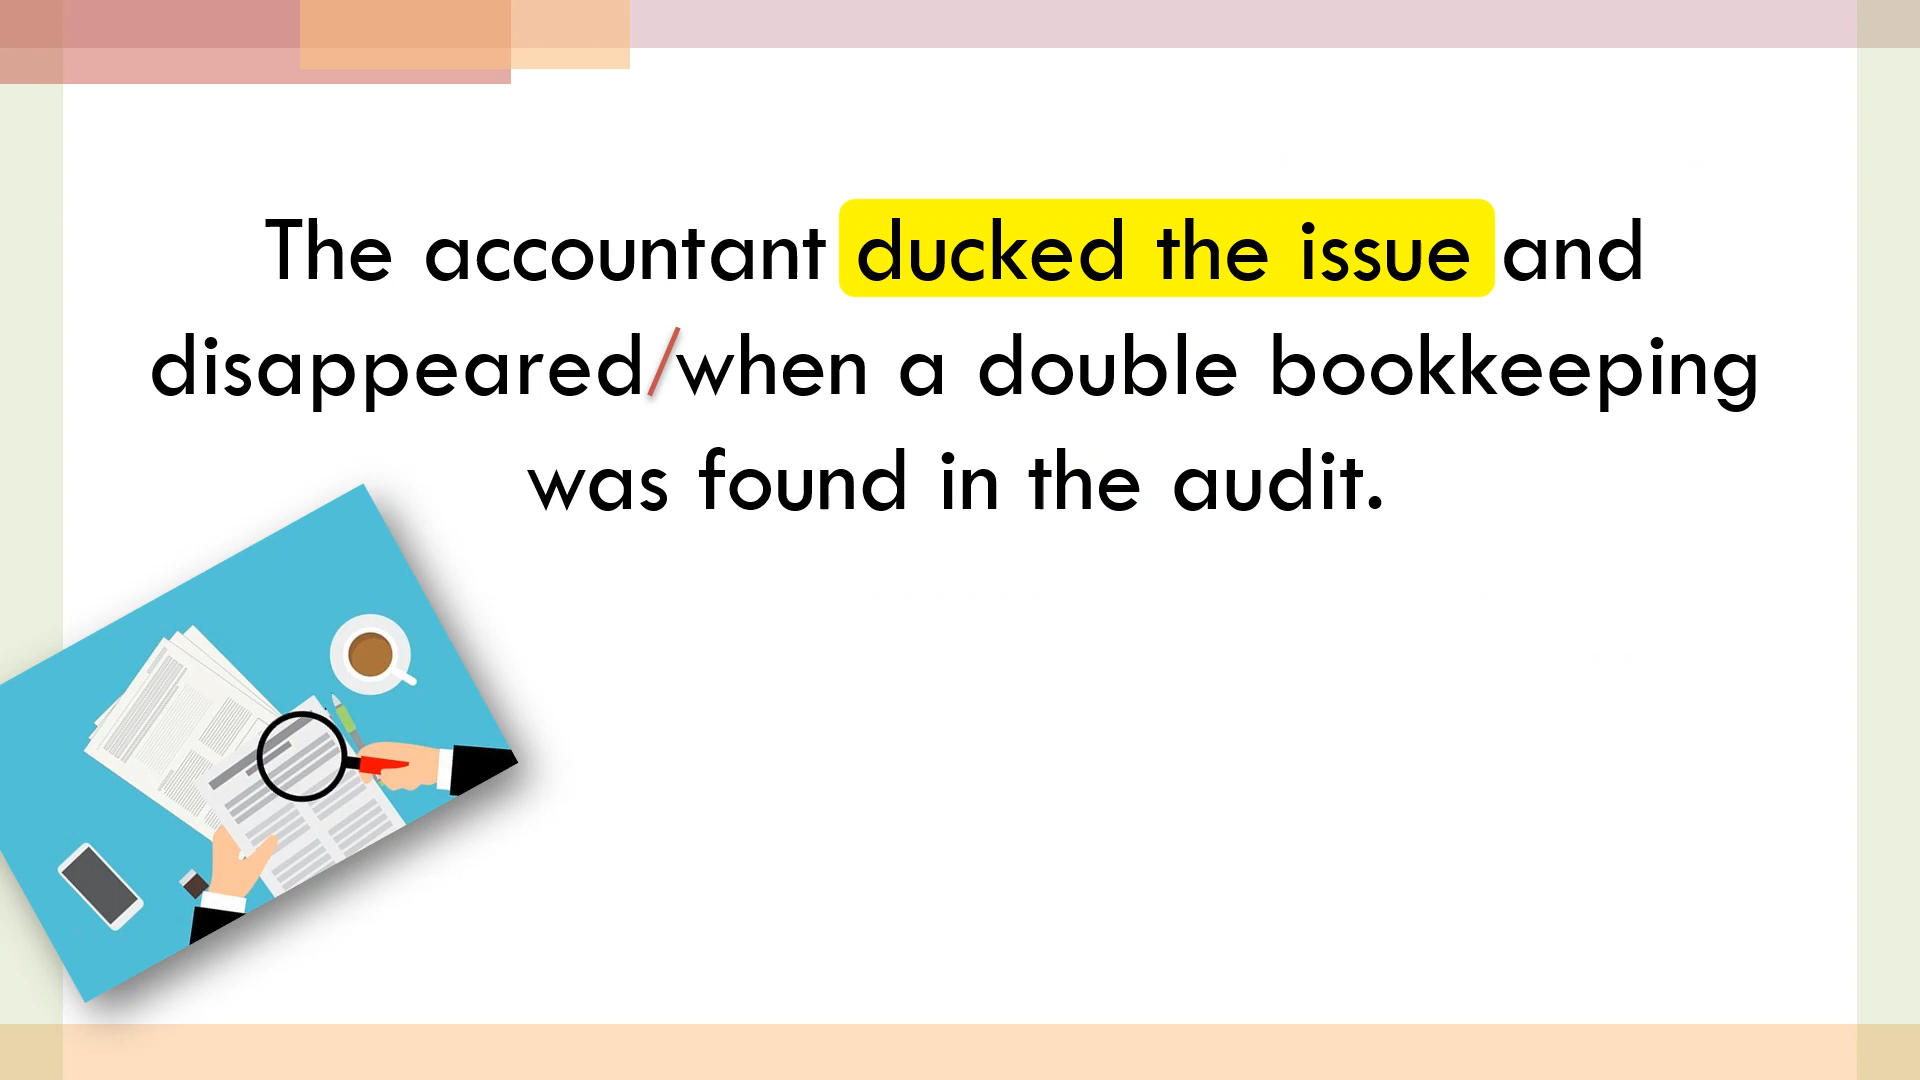 The accountant ducked the issue and
disappeared/when a double bookkeeping
was found in the audit.